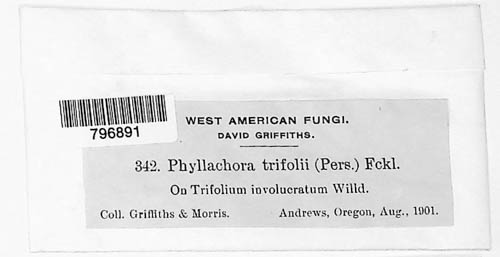 796891
WEST AMERICAN FUNGI.
DAVID GRIFFITHS.
342. Phyllachora trifolii (Pers.) Fckl.
On Trifolium involucratum Willd.
Coll. Griffiths & Morris. Andrews, Oregon, Aug., 1901.